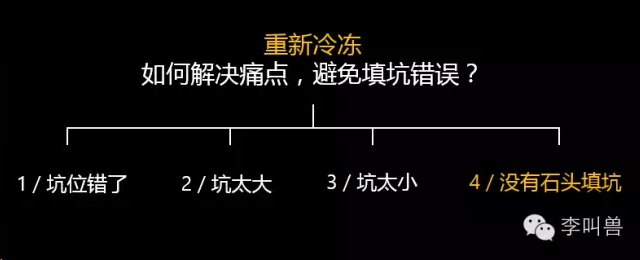 重新冷冻
如何解决痛点，避免填坑错误？
1 / 坑位错了
2 / 坑太大
3 / 坑太小
4 / 没有石头填坑
李叫兽